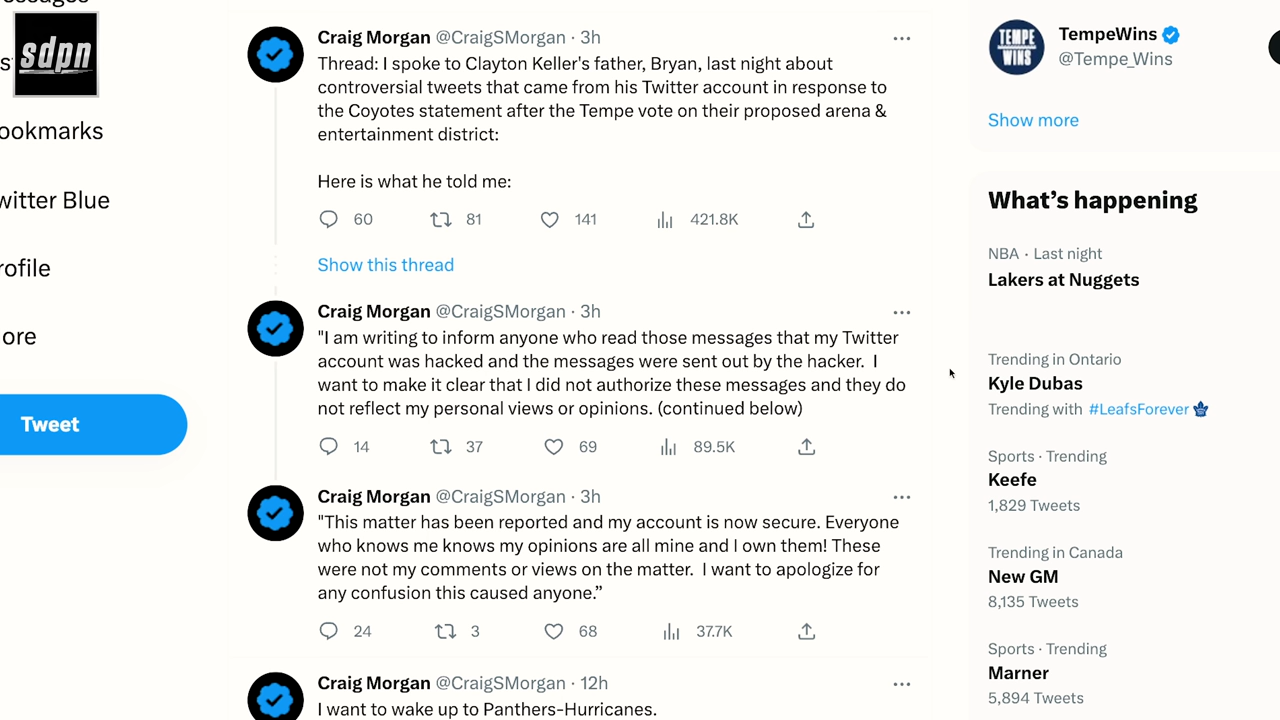 essages
sdpn
ookmarks
witter Blue
rofile
ore
Tweet
Craig Morgan @CraigSMorgan · 3h
Thread: I spoke to Clayton Keller's father, Bryan, last night about
controversial tweets that came from his Twitter account in response to
the Coyotes statement after the Tempe vote on their proposed arena &
entertainment district:
Here is what he told me:
60 81 141 421.8K
Show this thread
Craig Morgan @CraigSMorgan · 3h
"I am writing to inform anyone who read those messages that my Twitter
account was hacked and the messages were sent out by the hacker.  I
want to make it clear that I did not authorize these messages and they do
not reflect my personal views or opinions. (continued below)
14 37 69 89.5K
Craig Morgan @CraigSMorgan · 3h
"This matter has been reported and my account is now secure. Everyone
who knows me knows my opinions are all mine and I own them! These
were not my comments or views on the matter.  I want to apologize for
any confusion this caused anyone.”
24 3 68 37.7K
Craig Morgan @CraigSMorgan · 12h
I want to wake up to Panthers-Hurricanes.
TEMPE
WINS
TempeWins
@Tempe_Wins
Show more
What’s happening
NBA · Last night
Lakers at Nuggets
Trending in Ontario
Kyle Dubas
Trending with #LeafsForever
Sports · Trending
Keefe
1,829 Tweets
Trending in Canada
New GM
8,135 Tweets
Sports · Trending
Marner
5,894 Tweets